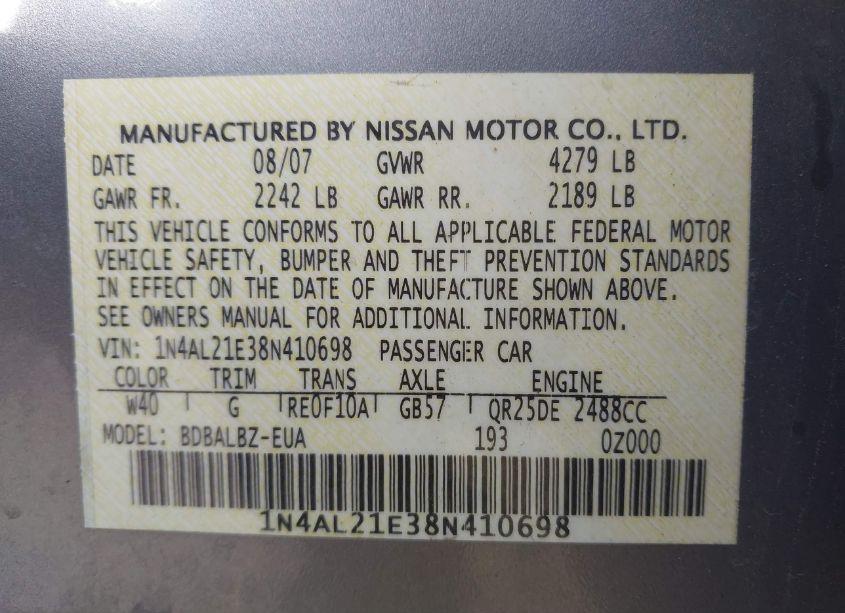 MANUFACTURED BY NISSAN MOTOR CO., LTD.
DATE 08/07 GVWR 4279 LB
GAWR FR. 2242 LB GAWR RR. 2189 LB
THIS VEHICLE CONFORMS TO ALL APPLICABLE FEDERAL MOTOR
VEHICLE SAFETY, BUMPER AND THEFT PREVENTION STANDARDS
IN EFFECT ON THE DATE OF MANUFACTURE SHOWN ABOVE.
SEE OWNERS MANUAL FOR ADDITIONAL INFORMATION.
VIN: 1N4AL21E38N410698 PASSENGER CAR
COLOR TRIM TRANS AXLE ENGINE
W40 G RE0F10A GB57 QR25DE 2488CC
MODEL: BDBALBZ-EUA 193 0Z000
1N4AL21E38N410698